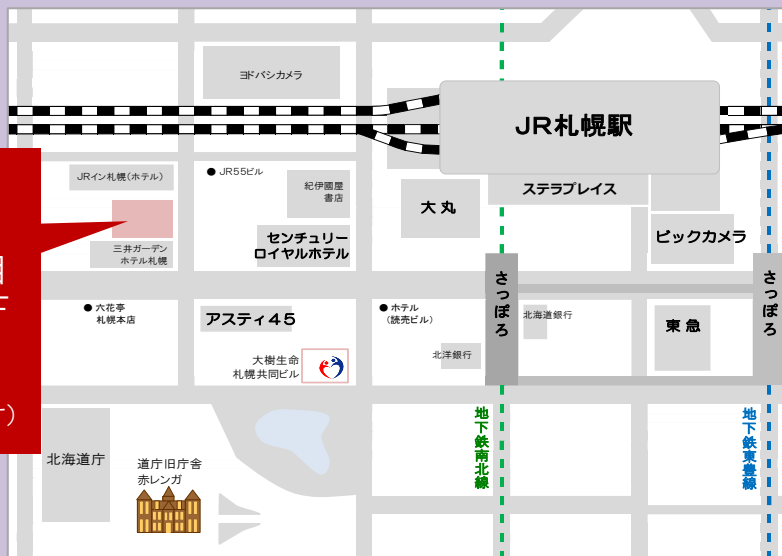 ヨドバシカメラ
JR札幌駅
JRイン札幌(ホテル)
● JR55ビル
紀伊國屋
書店
大丸
ステラプレイス
ビックカメラ
三井ガーデン
ホテル札幌
センチュリー
ロイヤルホテル
● 六花亭
札幌本店
アスティ45
● ホテル
(読売ビル)
さっぽろ
北海道銀行
東急
さっぽろ
北洋銀行
大樹生命
札幌共同ビル
地下鉄南北線
地下鉄東豊線
北海道庁
道庁旧庁舎
赤レンガ